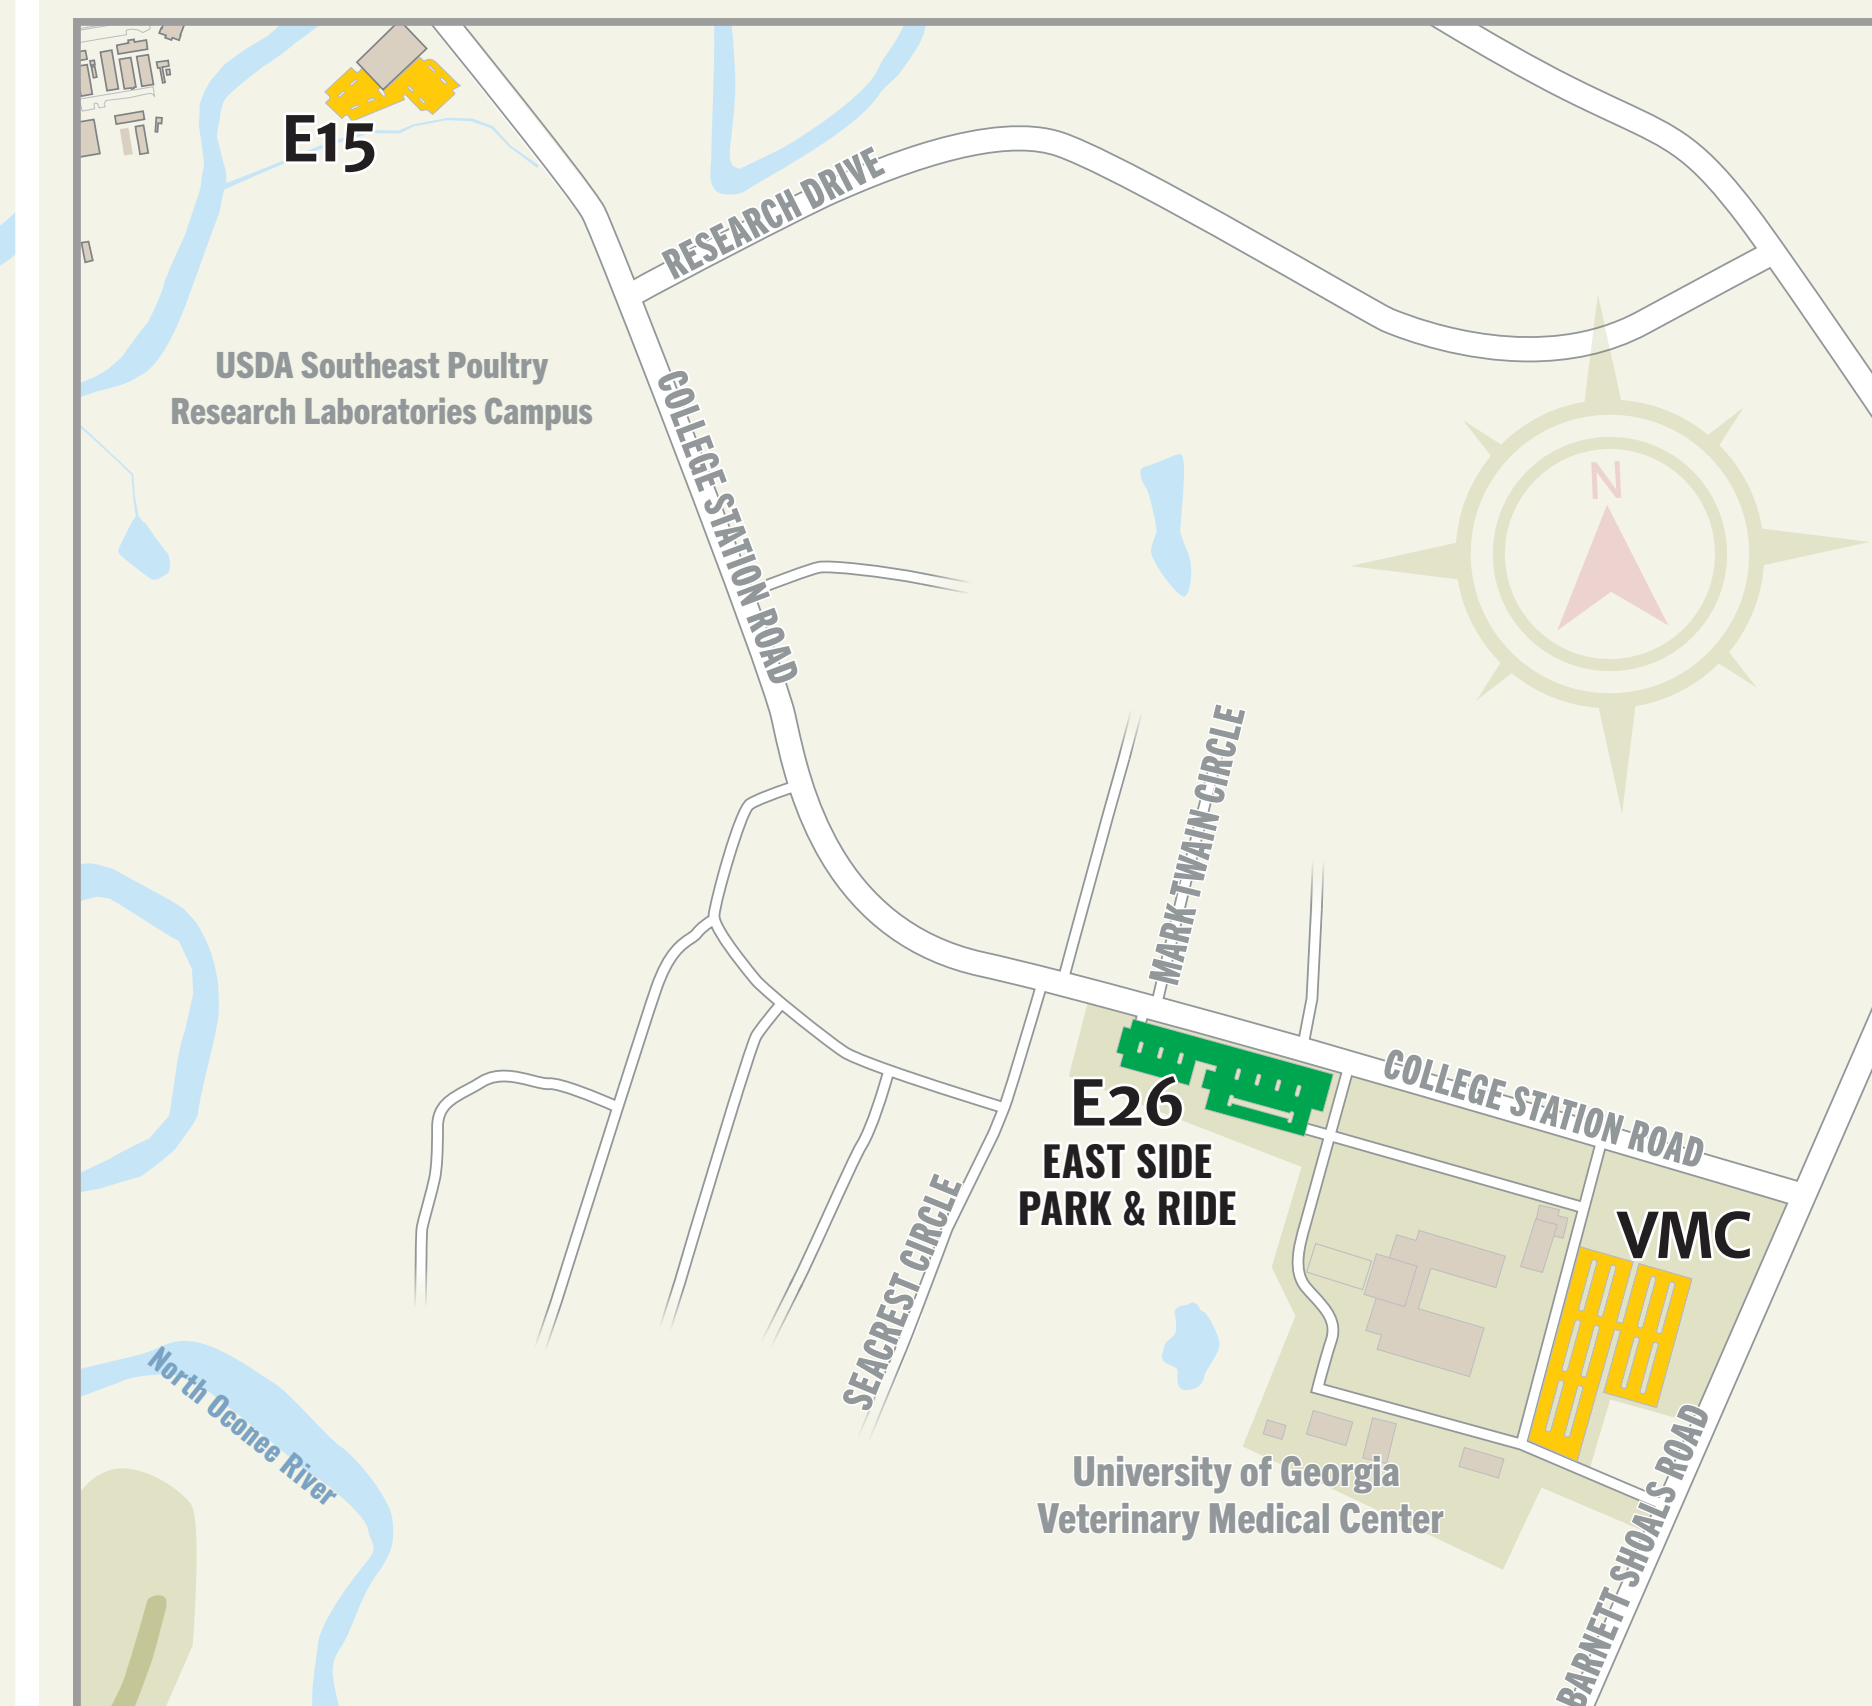 E15
RESEARCH DRIVE
USDA Southeast Poultry
Research Laboratories Campus
COLLEGE STATION ROAD
N
MARK TWAIN CIRCLE
COLLEGE STATION ROAD
E26
EAST SIDE
PARK & RIDE
VMC
SEACREST CIRCLE
North Oconee River
University of Georgia
Veterinary Medical Center
BARNETT SHOALS ROAD